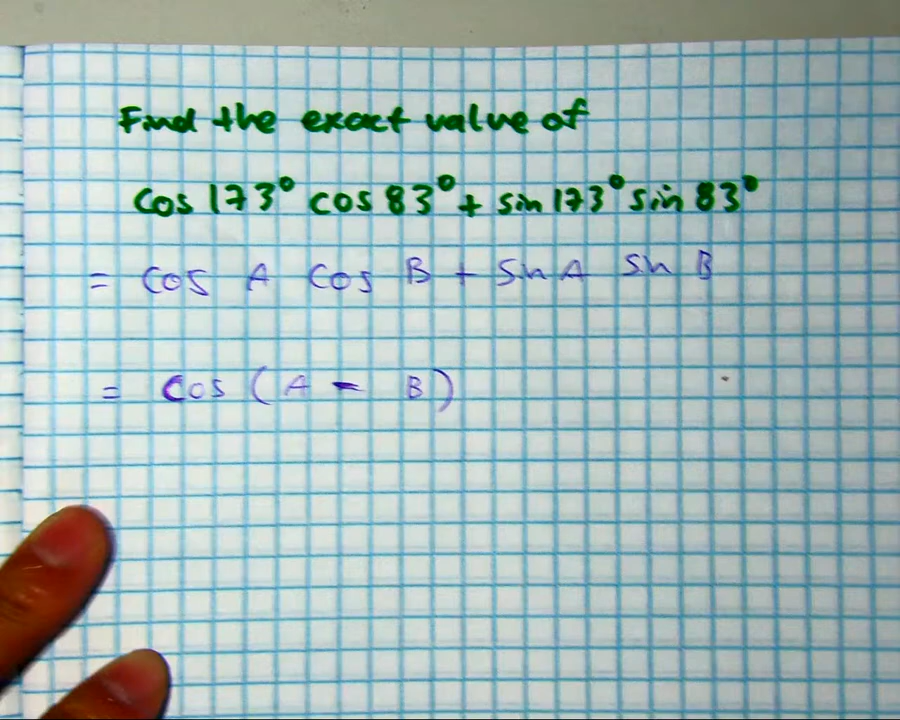 Find the exact value of
cos 173° cos 83° + sin 173° sin 83°
= cos A cos B + sin A sin B
= cos (A - B)